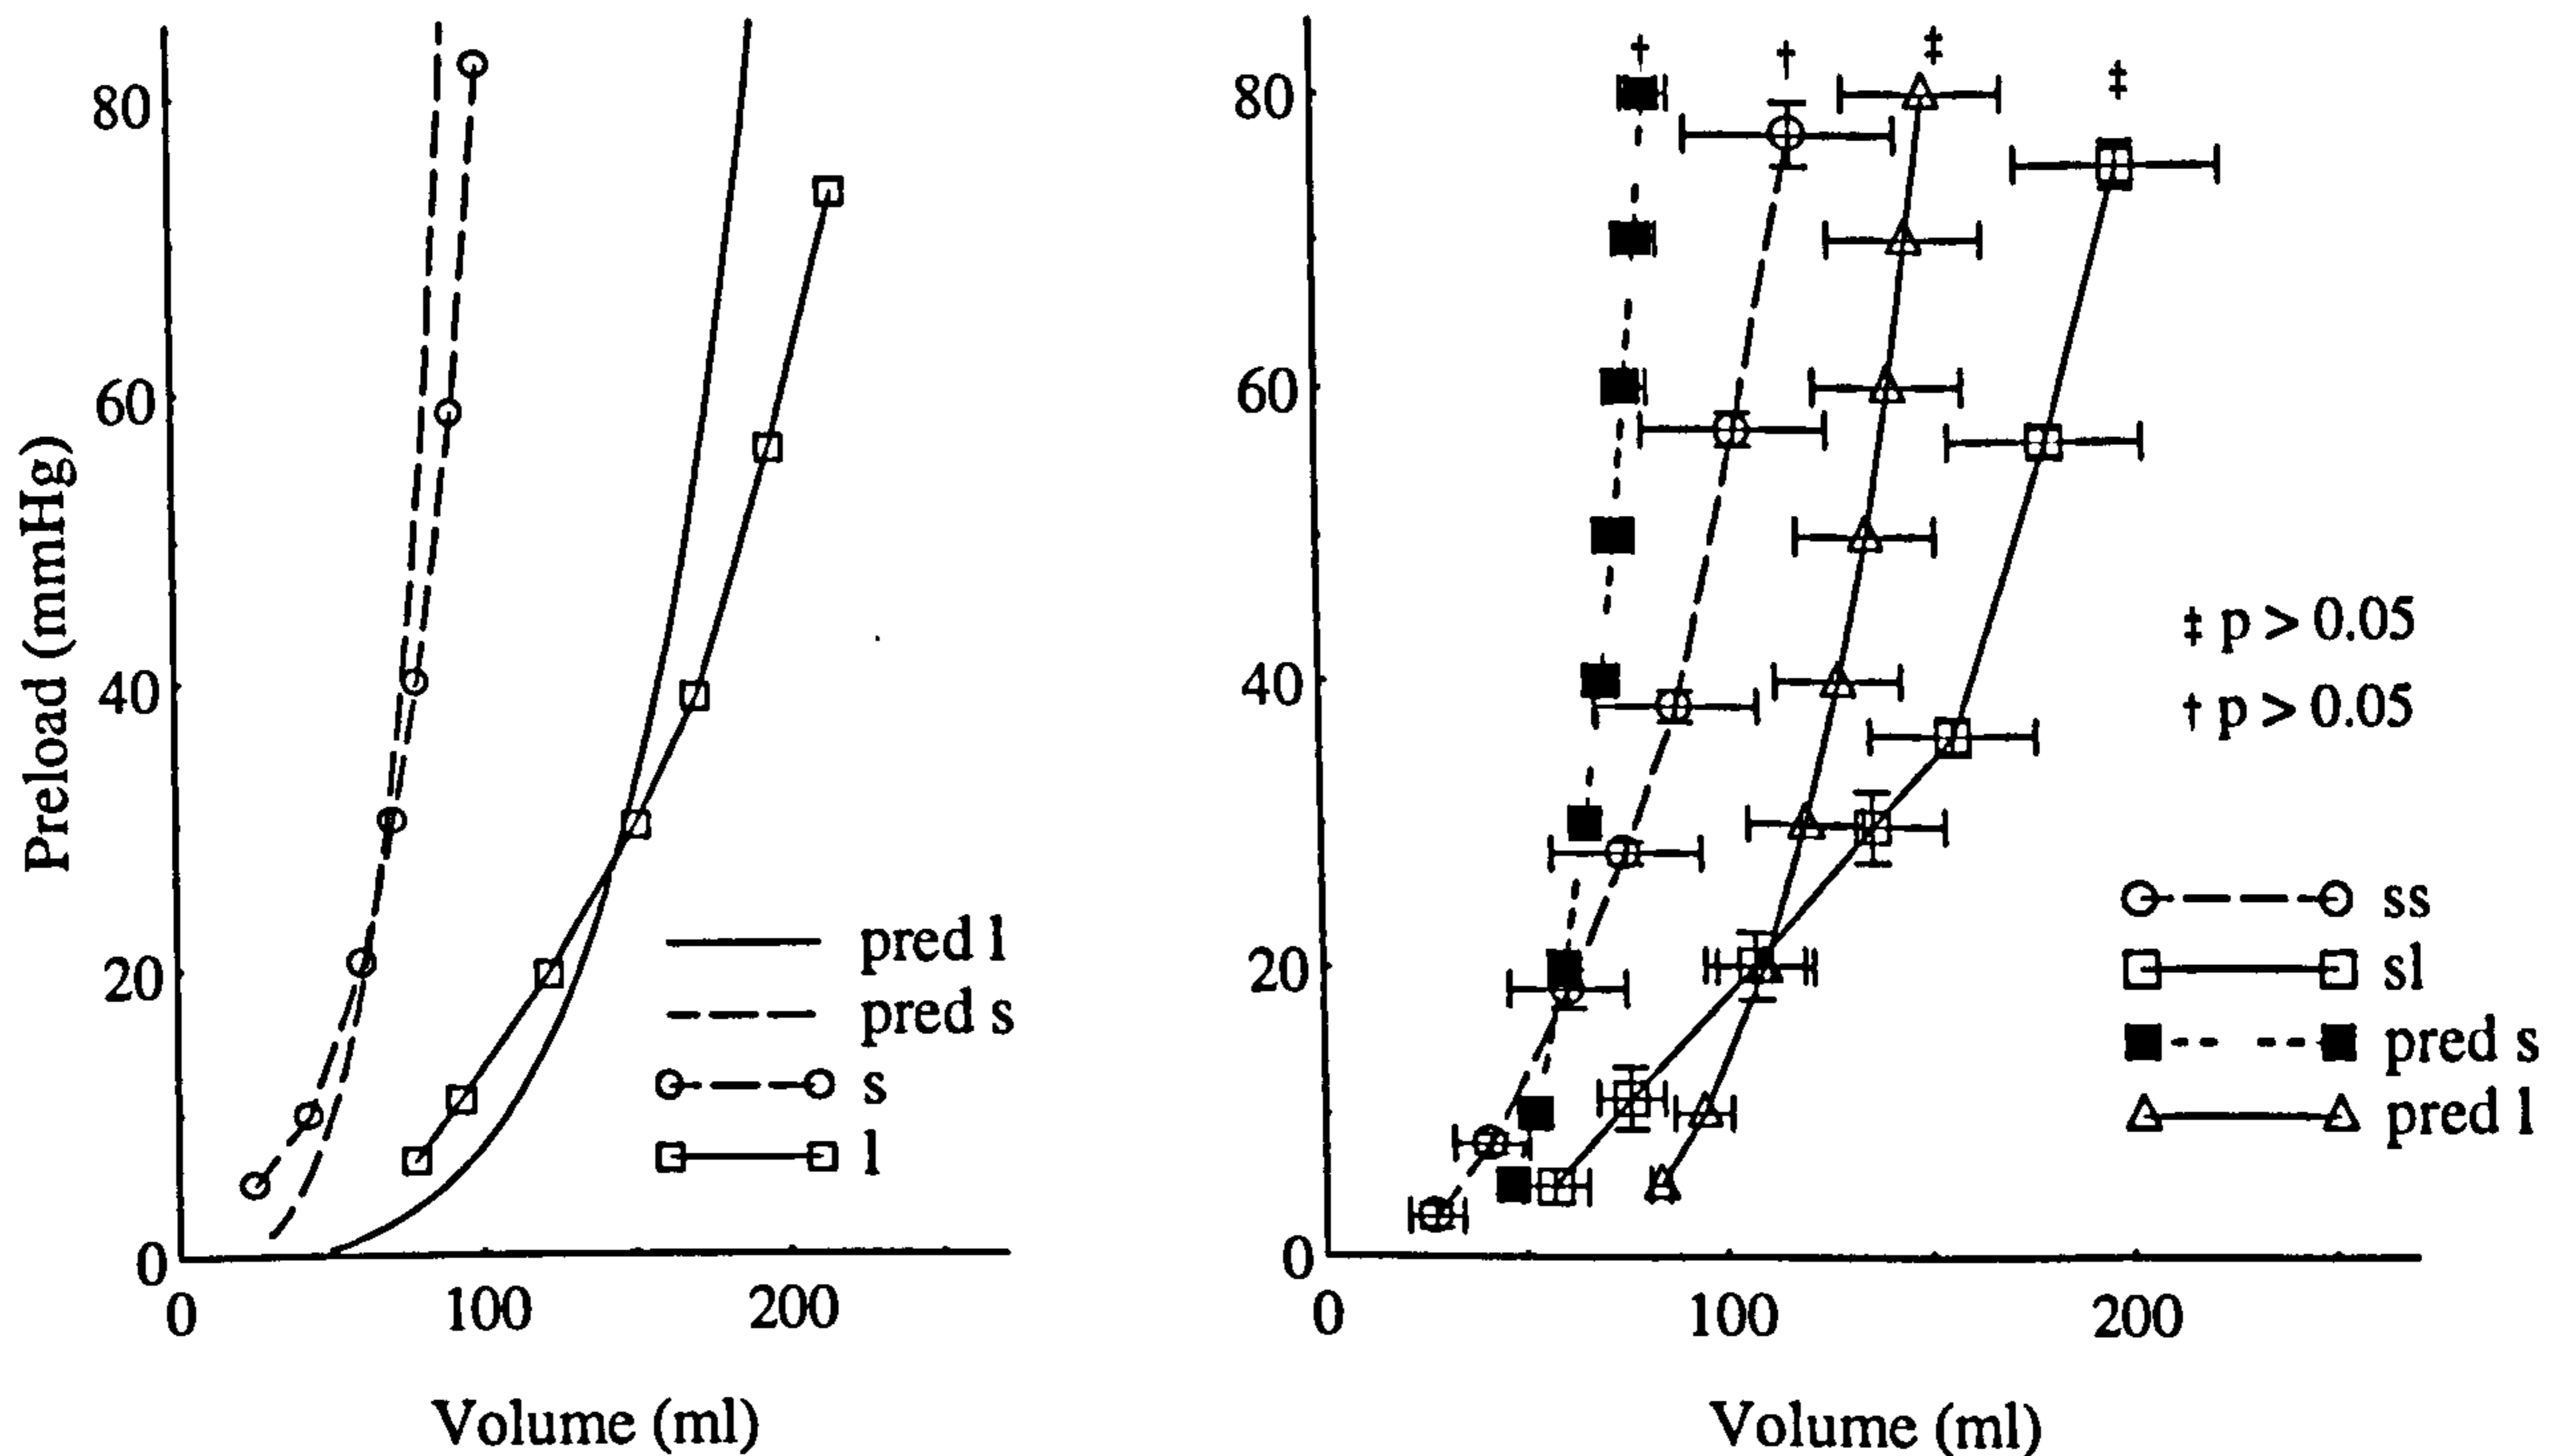 Preload (mmHg)
80
60
40
20
0
0
100
200
Volume (ml)
pred l
pred s
s
l
80
60
40
20
0
0
100
200
Volume (ml)
†
†
‡
‡
‡ p > 0.05
† p > 0.05
ss
sl
pred s
pred l